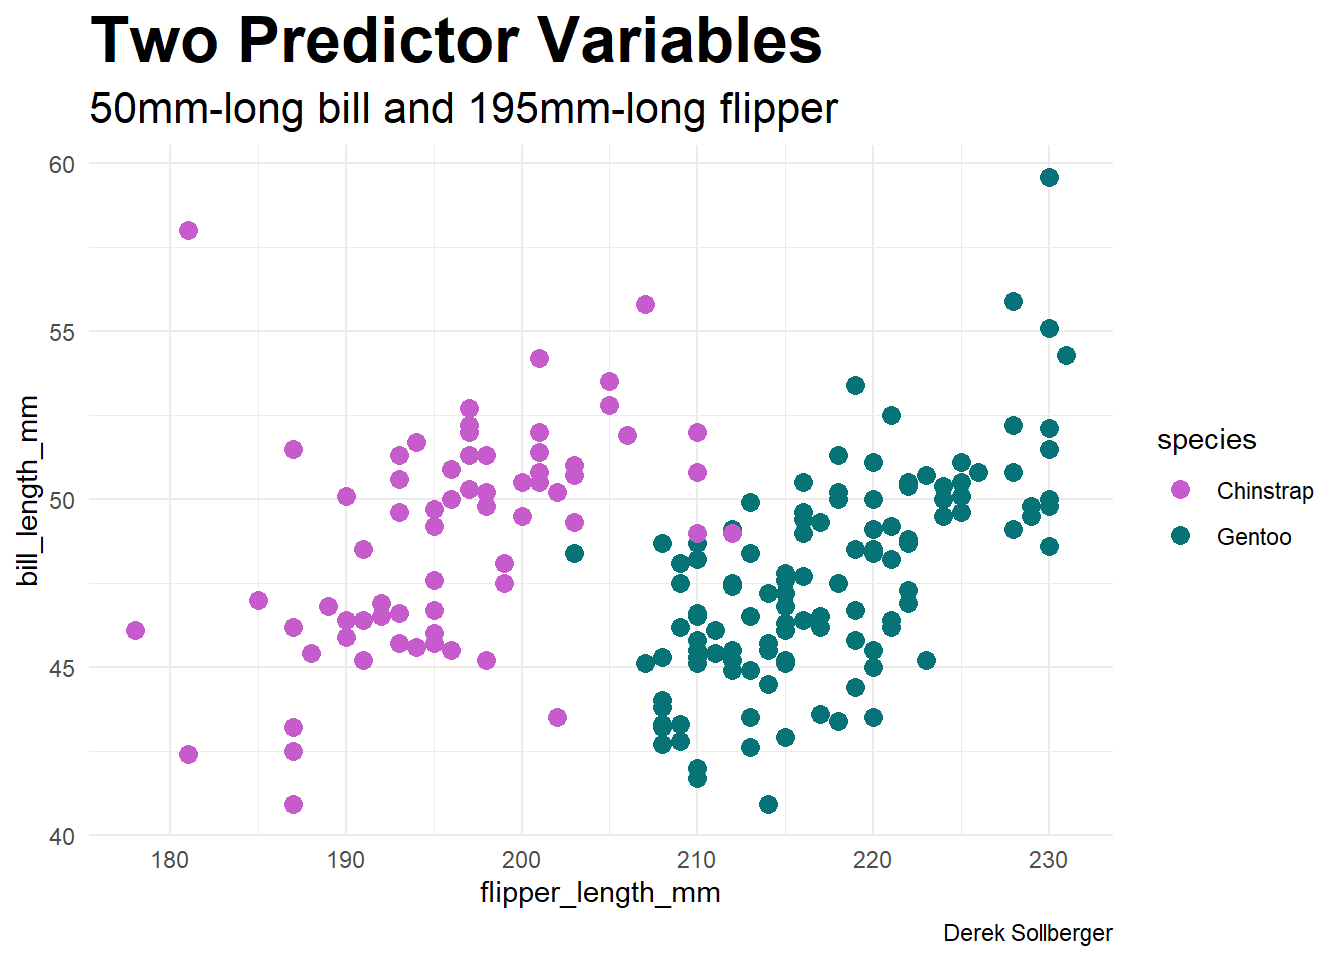 Two Predictor Variables
50mm-long bill and 195mm-long flipper
60
55
50
45
40
bill_length_mm
180 190 200 210 220 230
flipper_length_mm
species
Chinstrap
Gentoo
Derek Sollberger